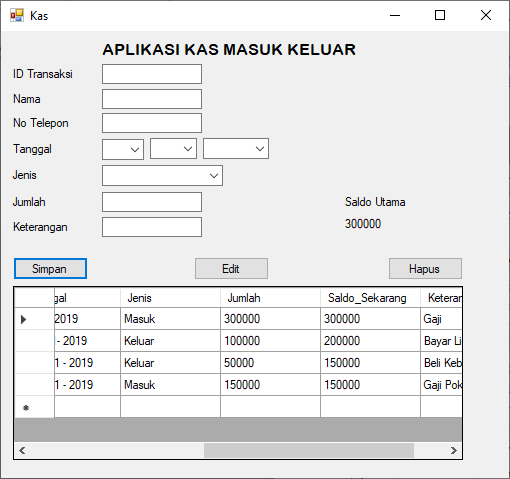 Kas
APLIKASI KAS MASUK KELUAR
ID Transaksi
Nama
No Telepon
Tanggal
Jenis
Jumlah
Saldo Utama
Keterangan
300000
Simpan Edit Hapus
gal Jenis Jumlah Saldo_Sekarang Keteran
2019 Masuk 300000 300000 Gaji
- 2019 Keluar 100000 200000 Bayar Li
1 - 2019 Keluar 50000 150000 Beli Keb
1 - 2019 Masuk 150000 150000 Gaji Pok